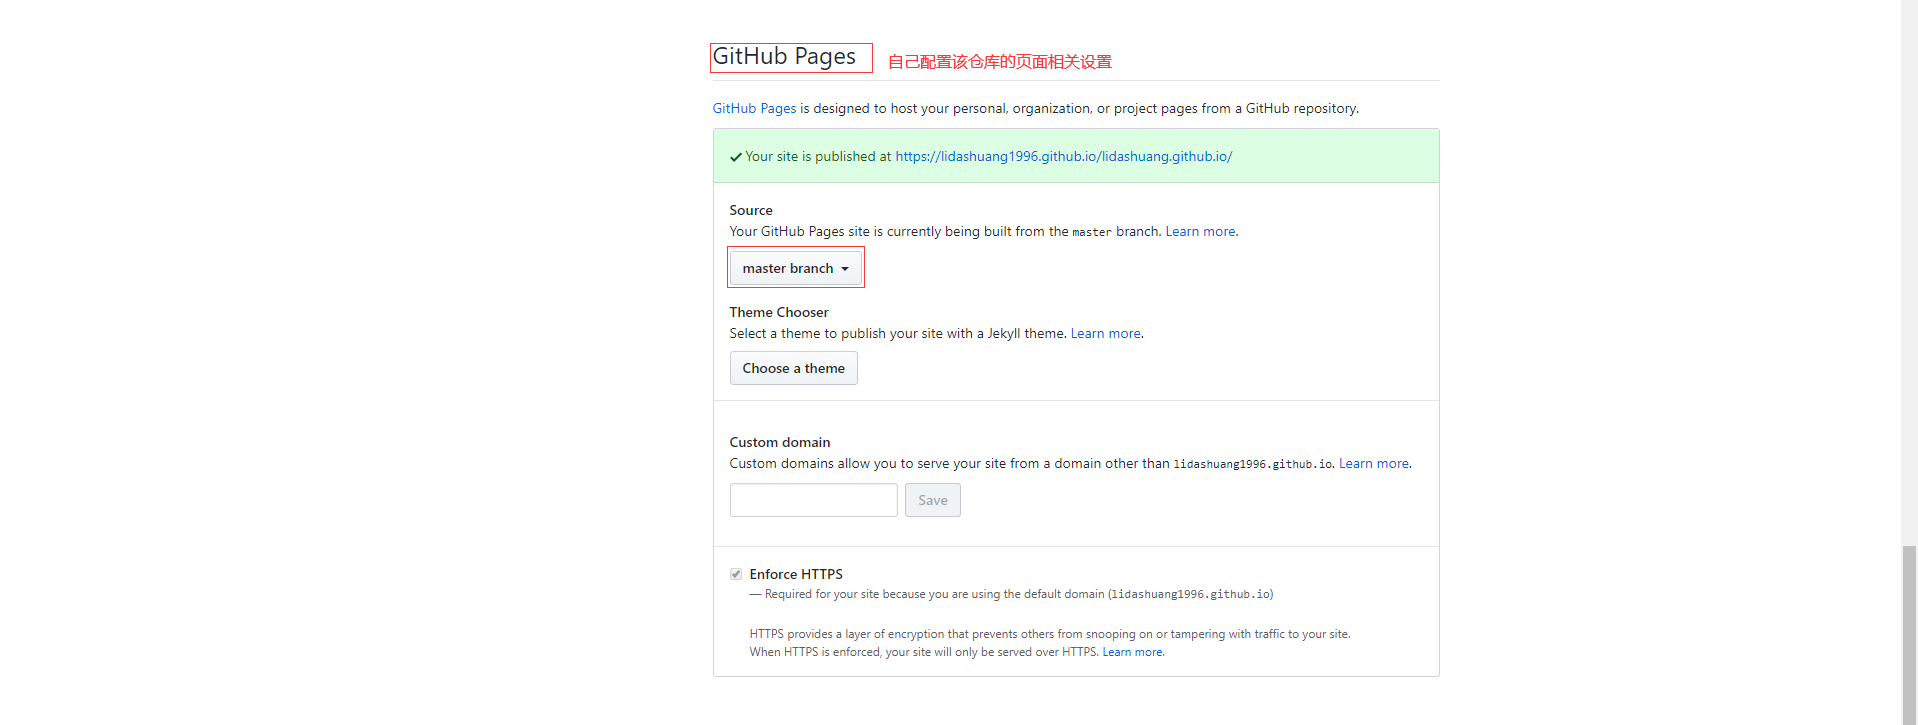 GitHub Pages 自己配置该仓库的页面相关设置
GitHub Pages is designed to host your personal, organization, or project pages from a GitHub repository.
Your site is published at https://lidashuang1996.github.io/lidashuang.github.io/
Source
Your GitHub Pages site is currently being built from the master branch. Learn more.
master branch
Theme Chooser
Select a theme to publish your site with a Jekyll theme. Learn more.
Choose a theme
Custom domain
Custom domains allow you to serve your site from a domain other than lidashuang1996.github.io. Learn more.
Save
Enforce HTTPS
— Required for your site because you are using the default domain (lidashuang1996.github.io)
HTTPS provides a layer of encryption that prevents others from snooping on or tampering with traffic to your site.
When HTTPS is enforced, your site will only be served over HTTPS. Learn more.